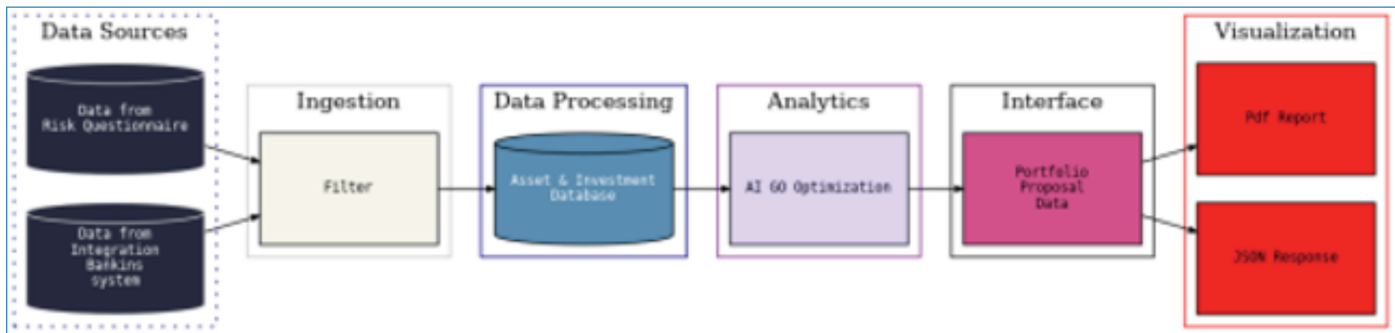 Data Sources
Data from
Risk Questionnaire
Data from
Integration
Bankins
system
Ingestion
Filter
Data Processing
Asset & Investment
Database
Analytics
AI GO Optimization
Interface
Portfolio
Proposal
Data
Visualization
Pdf Report
JSON Response